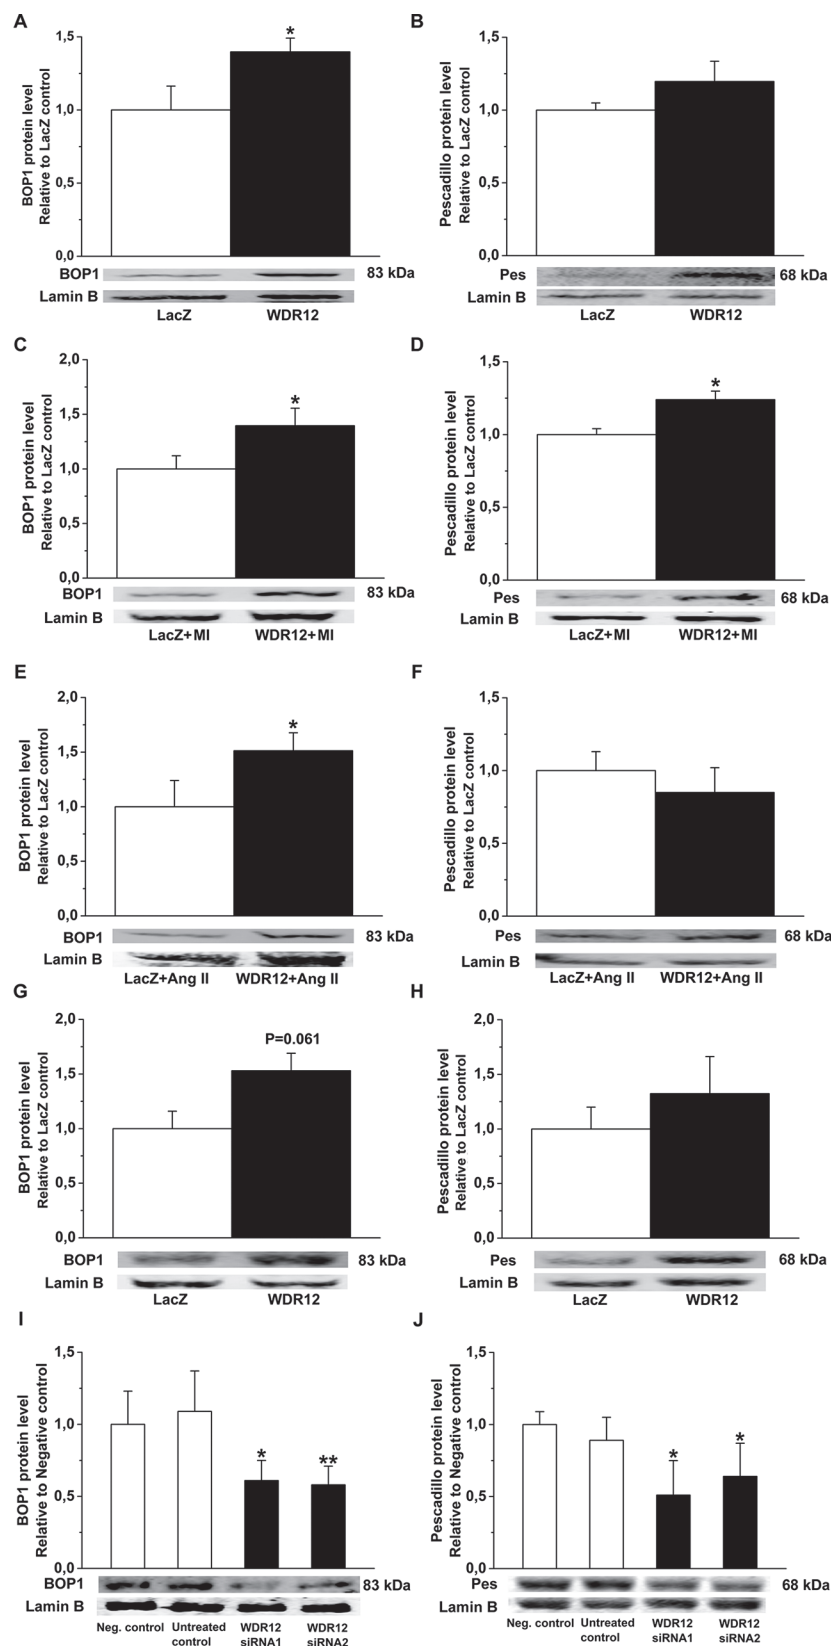 A
BOP1 protein level
Relative to LacZ control
1,5
1,0
0,5
0,0
*
BOP1
83 kDa
Lamin B
LacZ
WDR12
B
Pescadillo protein level
Relative to LacZ control
1,5
1,0
0,5
0,0
Pes
68 kDa
Lamin B
LacZ
WDR12
C
BOP1 protein level
Relative to LacZ control
2,0
1,5
1,0
0,5
0,0
*
BOP1
83 kDa
Lamin B
LacZ+MI
WDR12+MI
D
Pescadillo protein level
Relative to LacZ control
1,5
1,0
0,5
0,0
*
Pes
68 kDa
Lamin B
LacZ+MI
WDR12+MI
E
BOP1 protein level
Relative to LacZ control
2,0
1,5
1,0
0,5
0,0
*
BOP1
83 kDa
Lamin B
LacZ+Ang II
WDR12+Ang II
F
Pescadillo protein level
Relative to LacZ control
1,5
1,0
0,5
0,0
Pes
68 kDa
Lamin B
LacZ+Ang II
WDR12+Ang II
G
BOP1 protein level
Relative to LacZ control
2,0
1,5
1,0
0,5
0,0
P=0.061
BOP1
83 kDa
Lamin B
LacZ
WDR12
H
Pescadillo protein level
Relative to LacZ control
2,0
1,5
1,0
0,5
0,0
Pes
68 kDa
Lamin B
LacZ
WDR12
I
BOP1 protein level
Relative to Negative control
1,5
1,0
0,5
0,0
*
**
BOP1
83 kDa
Lamin B
Neg. control
Untreated
control
WDR12
siRNA1
WDR12
siRNA2
J
Pescadillo protein level
Relative to Negative control
1,5
1,0
0,5
0,0
*
*
Pes
68 kDa
Lamin B
Neg. control
Untreated
control
WDR12
siRNA1
WDR12
siRNA2